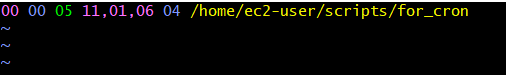 00 00 05 11,01,06 04 /home/ec2-user/scripts/for_cron
~
~
~